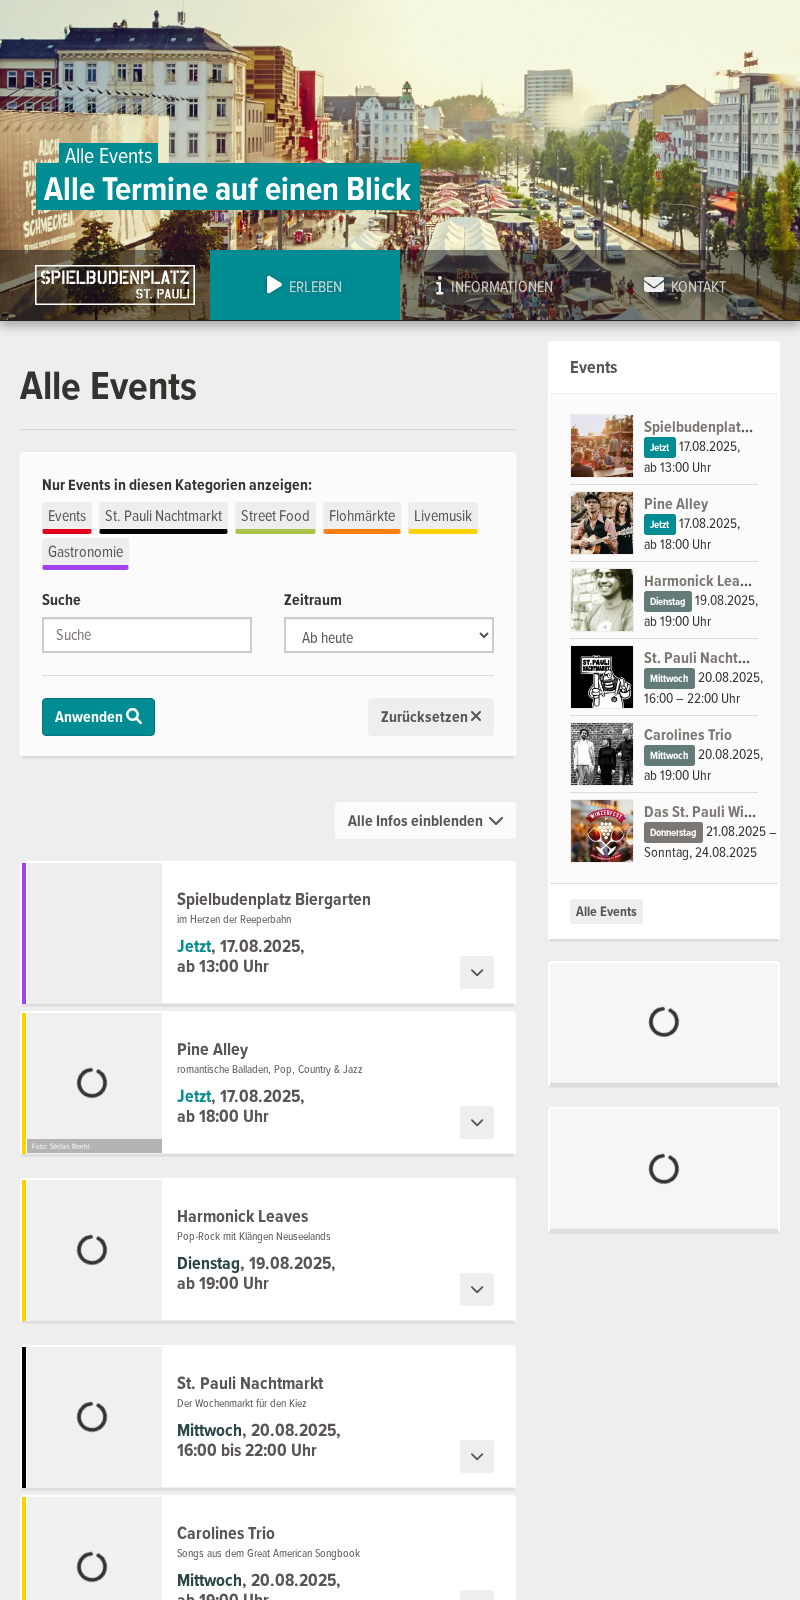 Alle Events
Alle Termine auf einen Blick
SPIELBUDENPLATZ
ST. PAULI
ERLEBEN
INFORMATIONEN
KONTAKT
Alle Events
Nur Events in diesen Kategorien anzeigen:
Events St. Pauli Nachtmarkt Street Food Flohmärkte Livemusik
Gastronomie
Suche Zeitraum
Suche Ab heute
Anwenden Zurücksetzen
Alle Infos einblenden
Spielbudenplatz Biergarten
im Herzen der Reeperbahn
Jetzt, 17.08.2025,
ab 13:00 Uhr
Pine Alley
romantische Balladen, Pop, Country & Jazz
Jetzt, 17.08.2025,
ab 18:00 Uhr
Harmonick Leaves
Pop-Rock mit Klängen Neuseelands
Dienstag, 19.08.2025,
ab 19:00 Uhr
St. Pauli Nachtmarkt
Der Wochenmarkt für den Kiez
Mittwoch, 20.08.2025,
16:00 bis 22:00 Uhr
Carolines Trio
Songs aus dem Great American Songbook
Mittwoch, 20.08.2025,
ab 19:00 Uhr
Events
Spielbudenplat...
Jetzt 17.08.2025,
ab 13:00 Uhr
Pine Alley
Jetzt 17.08.2025,
ab 18:00 Uhr
Harmonick Lea...
Dienstag 19.08.2025,
ab 19:00 Uhr
St. Pauli Nacht...
Mittwoch 20.08.2025,
16:00 – 22:00 Uhr
Carolines Trio
Mittwoch 20.08.2025,
ab 19:00 Uhr
Das St. Pauli Wi...
Donnerstag 21.08.2025 –
Sonntag, 24.08.2025
Alle Events